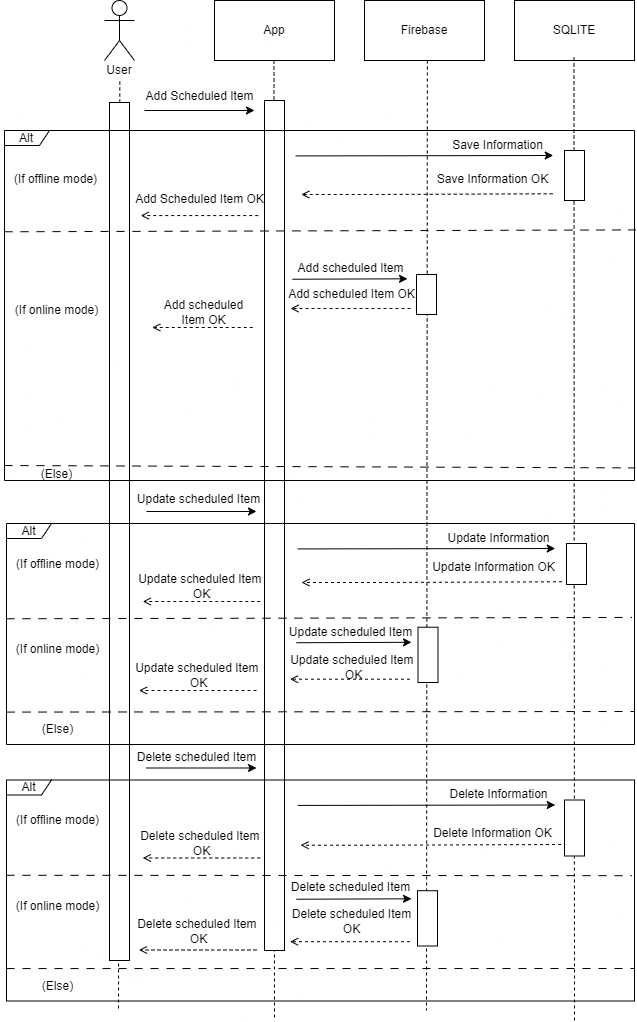 User
App
Firebase
SQLITE
Add Scheduled Item
Alt
Save Information
(If offline mode)
Save Information OK
Add Scheduled Item OK
Add scheduled Item
Add scheduled Item OK
(If online mode)
Add scheduled
Item OK
(Else)
Update scheduled Item
Alt
Update Information
(If offline mode)
Update Information OK
Update scheduled Item
OK
Update scheduled Item
(If online mode)
Update scheduled Item
OK
Update scheduled Item
OK
(Else)
Delete scheduled Item
Alt
Delete Information
(If offline mode)
Delete Information OK
Delete scheduled Item
OK
Delete scheduled Item
(If online mode)
Delete scheduled Item
OK
Delete scheduled Item
OK
(Else)